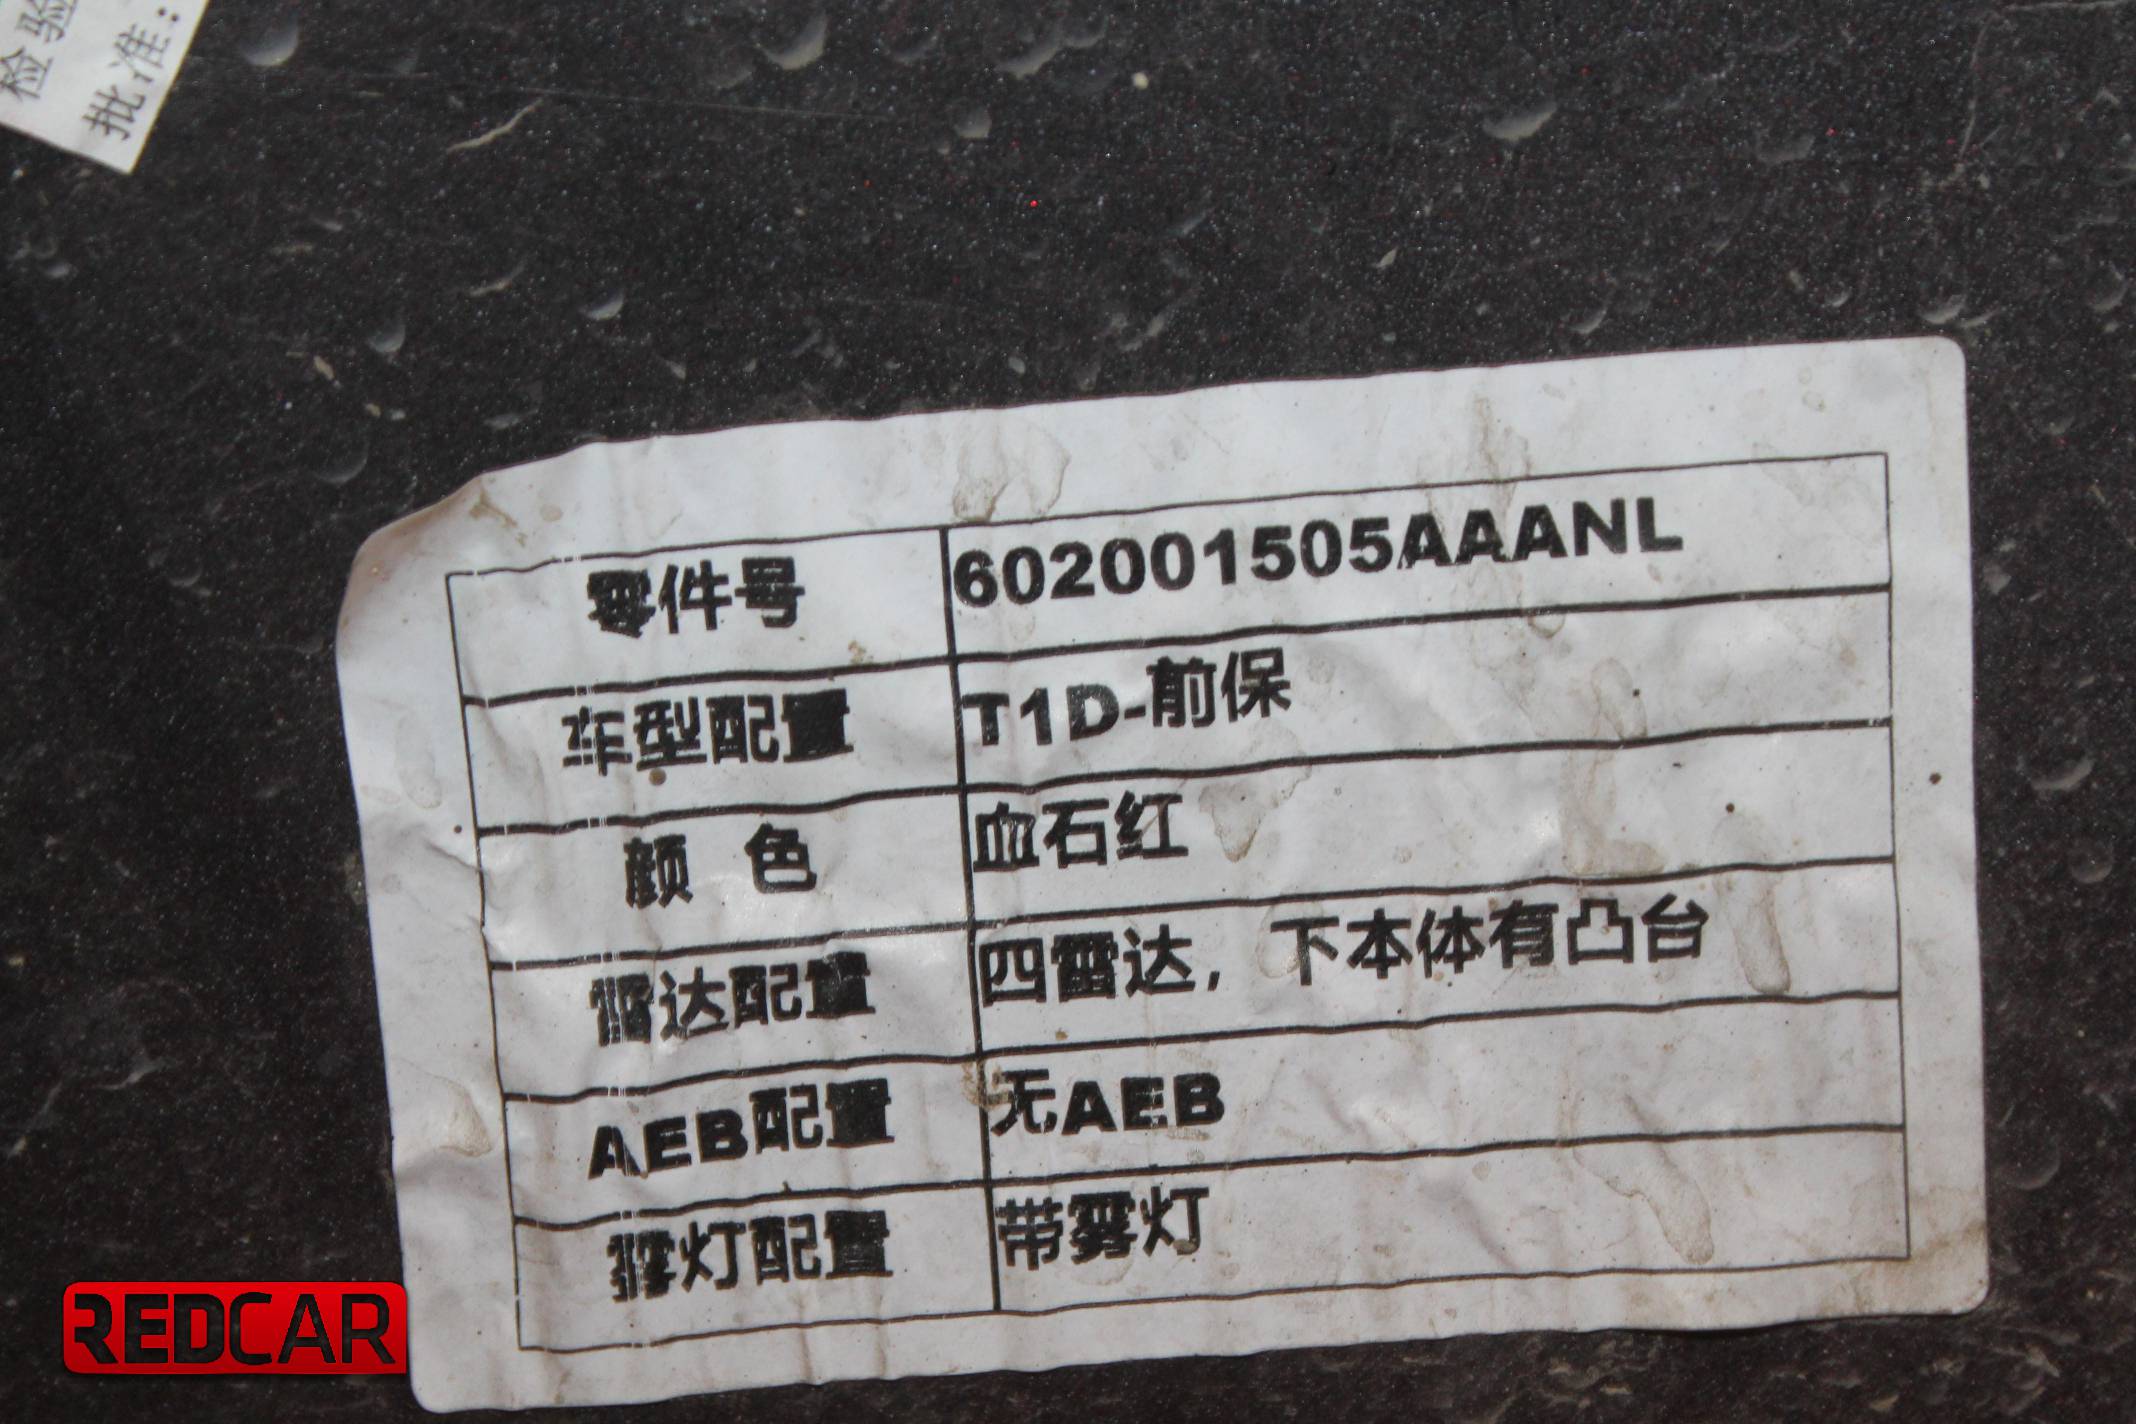 检验
批准：
零件号 602001505AAANL
车型配置 T1D-前保
颜 色 血石红
雷达配置 四雷达，下本体有凸台
AEB配置 无AEB
雾灯配置 带雾灯
REDCAR